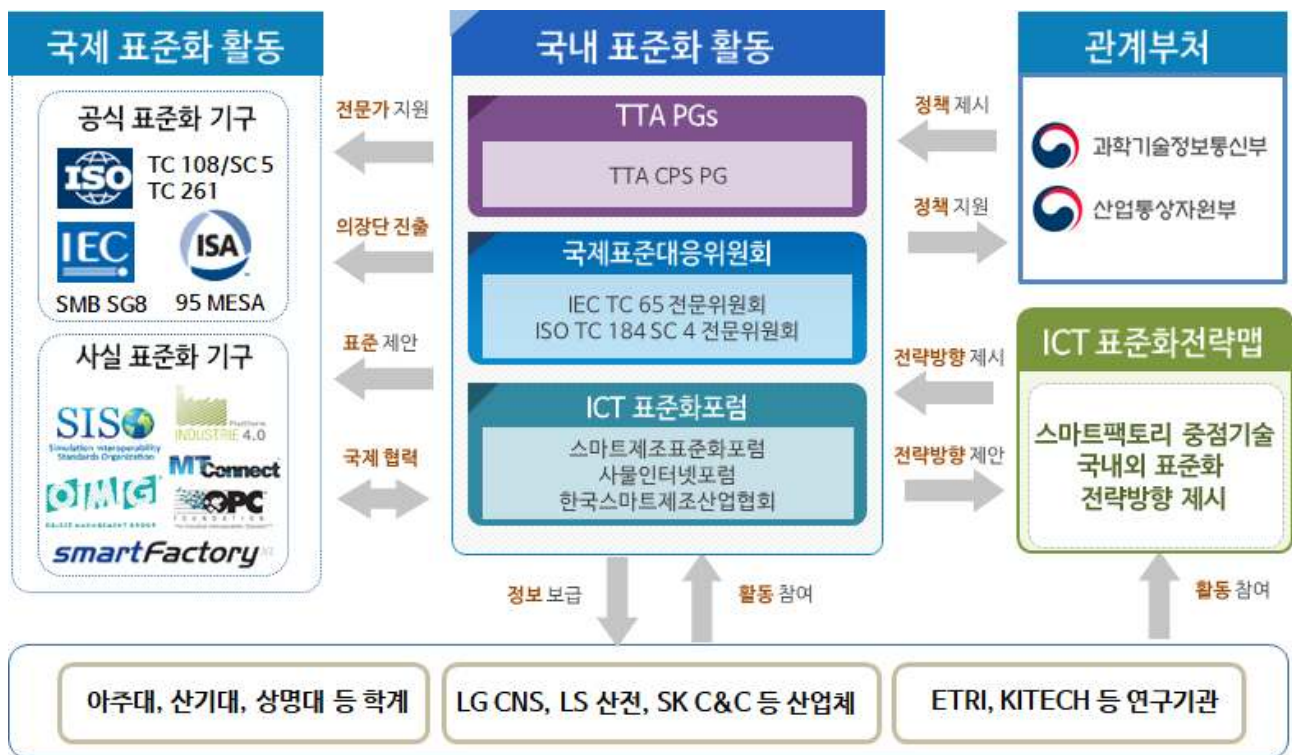 국제 표준화 활동
공식 표준화 기구
ISO
TC 108/SC 5
TC 261
IEC
ISA
SMB SG8
95 MESA
사실 표준화 기구
SISO
Simulation Interoperability
Standards Organization
Platform
INDUSTRIE 4.0
MTConnect
OMG
OBJECT MANAGEMENT GROUP
OPC
FOUNDATION
smartFactory
전문가 지원
의장단 진출
표준 제안
국제 협력
국내 표준화 활동
TTA PGs
TTA CPS PG
국제표준대응위원회
IEC TC 65 전문위원회
ISO TC 184 SC 4 전문위원회
ICT 표준화포럼
스마트제조표준화포럼
사물인터넷포럼
한국스마트제조산업협회
정책 제시
정책 지원
전략방향 제시
전략방향 제안
관계부처
과학기술정보통신부
산업통상자원부
ICT 표준화전략맵
스마트팩토리 중점기술
국내외 표준화
전략방향 제시
정보 보급
활동 참여
활동 참여
아주대, 산기대, 상명대 등 학계
LG CNS, LS 산전, SK C&C 등 산업체
ETRI, KITECH 등 연구기관